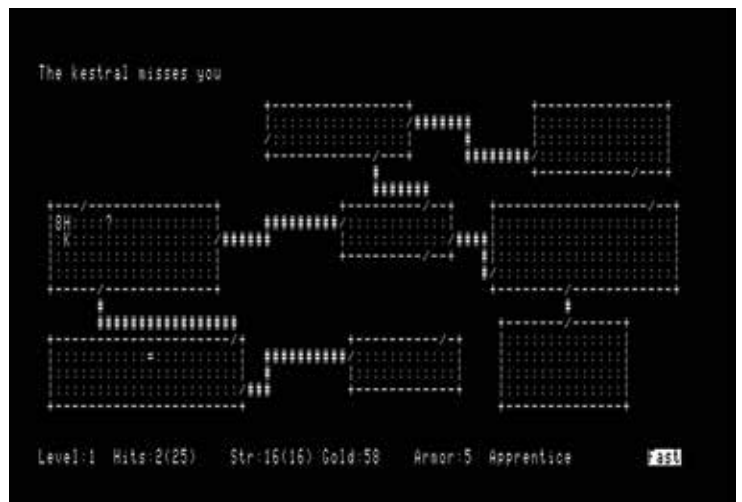 The kestral misses you
Level:1 Hits:2(25) Str:16(16) Gold:58 Armor:5 Apprentice Fast